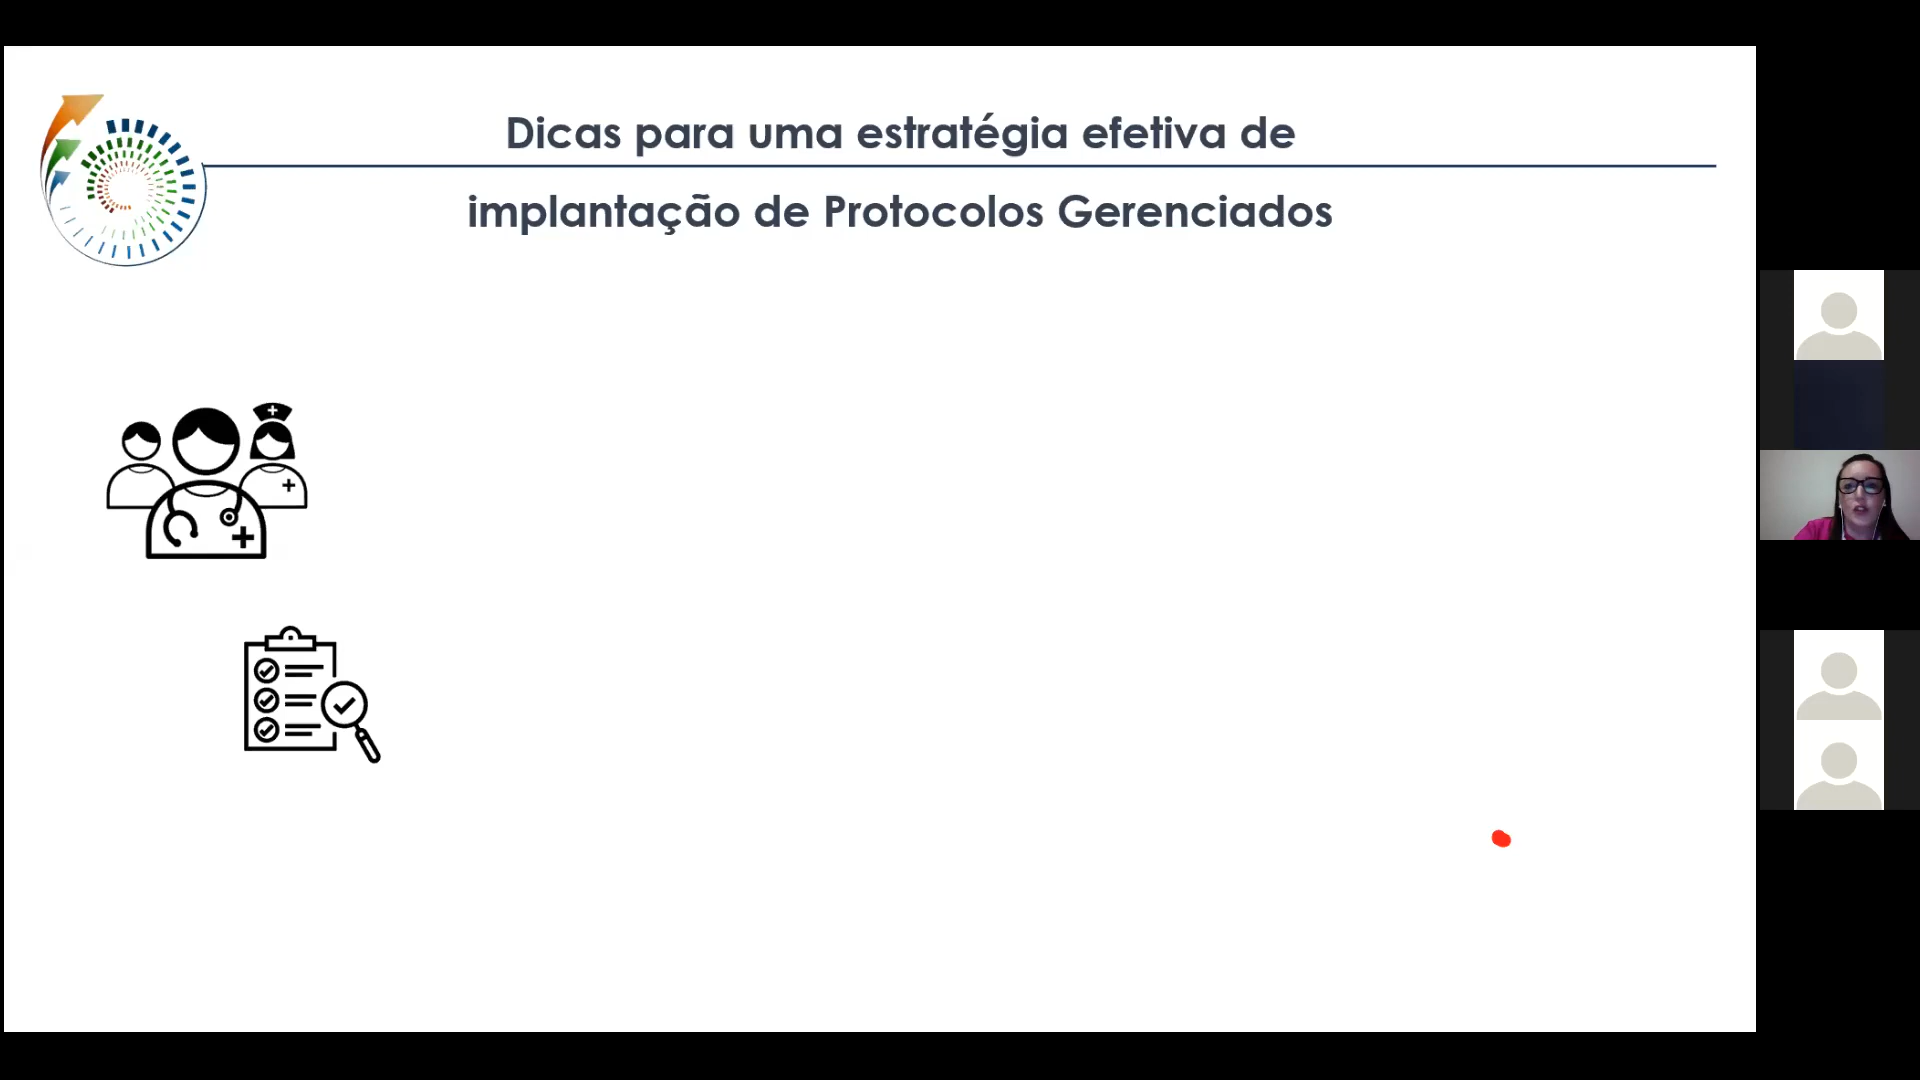 Dicas para uma estratégia efetiva de
implantação de Protocolos Gerenciados